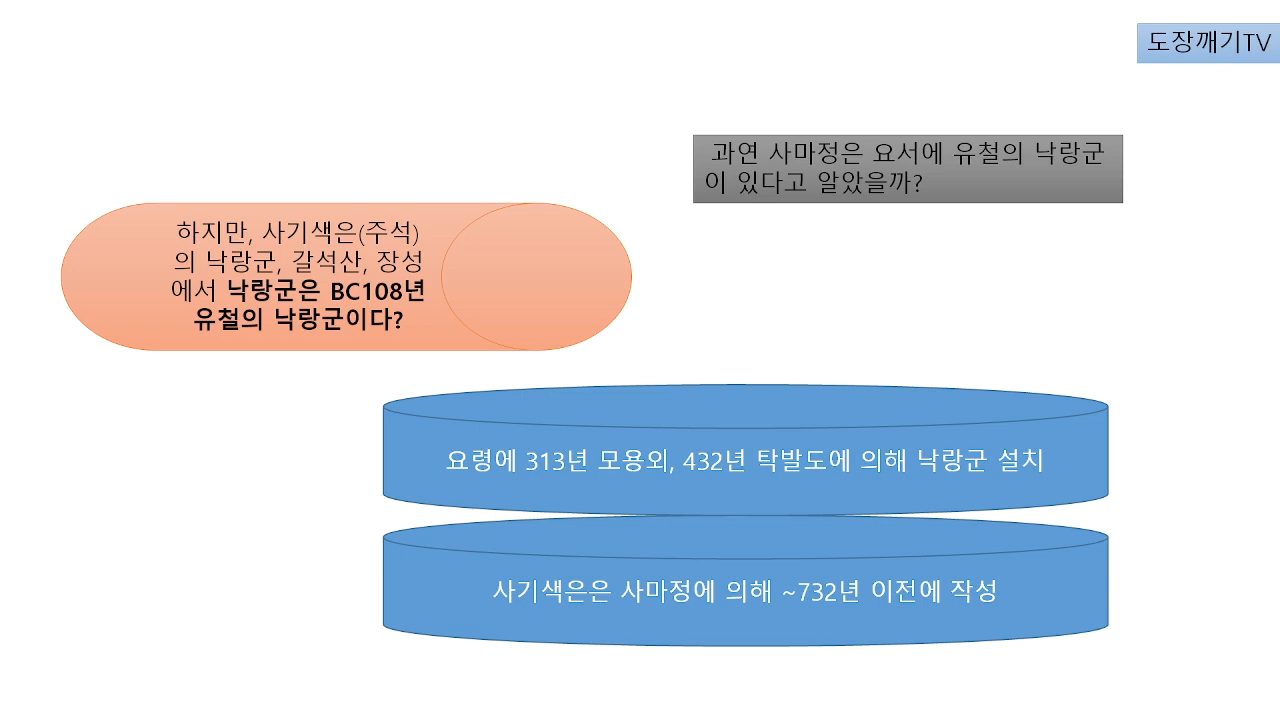 도장깨기TV
과연 사마정은 요서에 유철의 낙랑군
이 있다고 알았을까?
하지만, 사기색은(주석)
의 낙랑군, 갈석산, 장성
에서 낙랑군은 BC108년
유철의 낙랑군이다?
요령에 313년 모용외, 432년 탁발도에 의해 낙랑군 설치
사기색은은 사마정에 의해 ~732년 이전에 작성